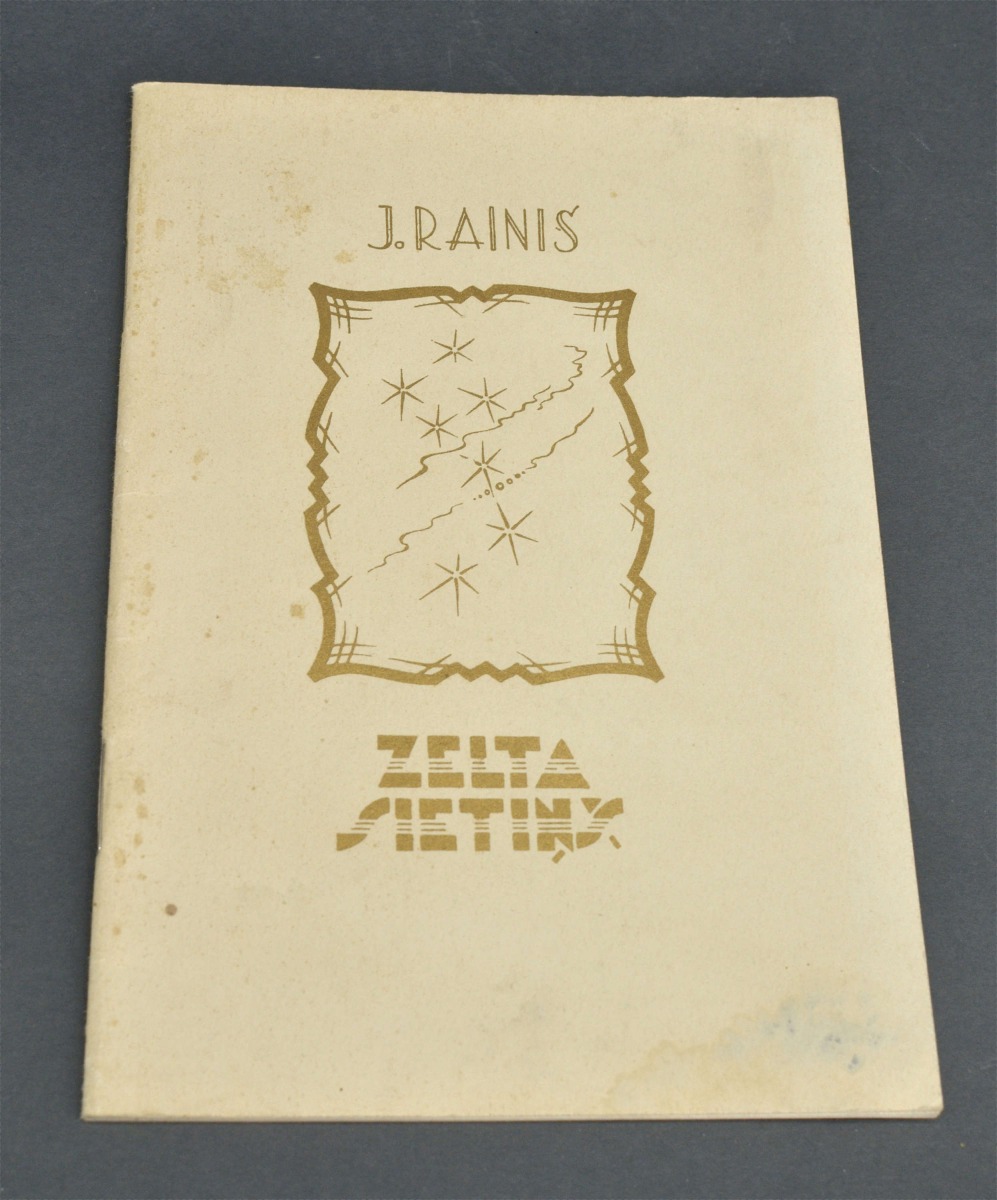 J. RAINIS
ZELTA
SIETIŅŠ